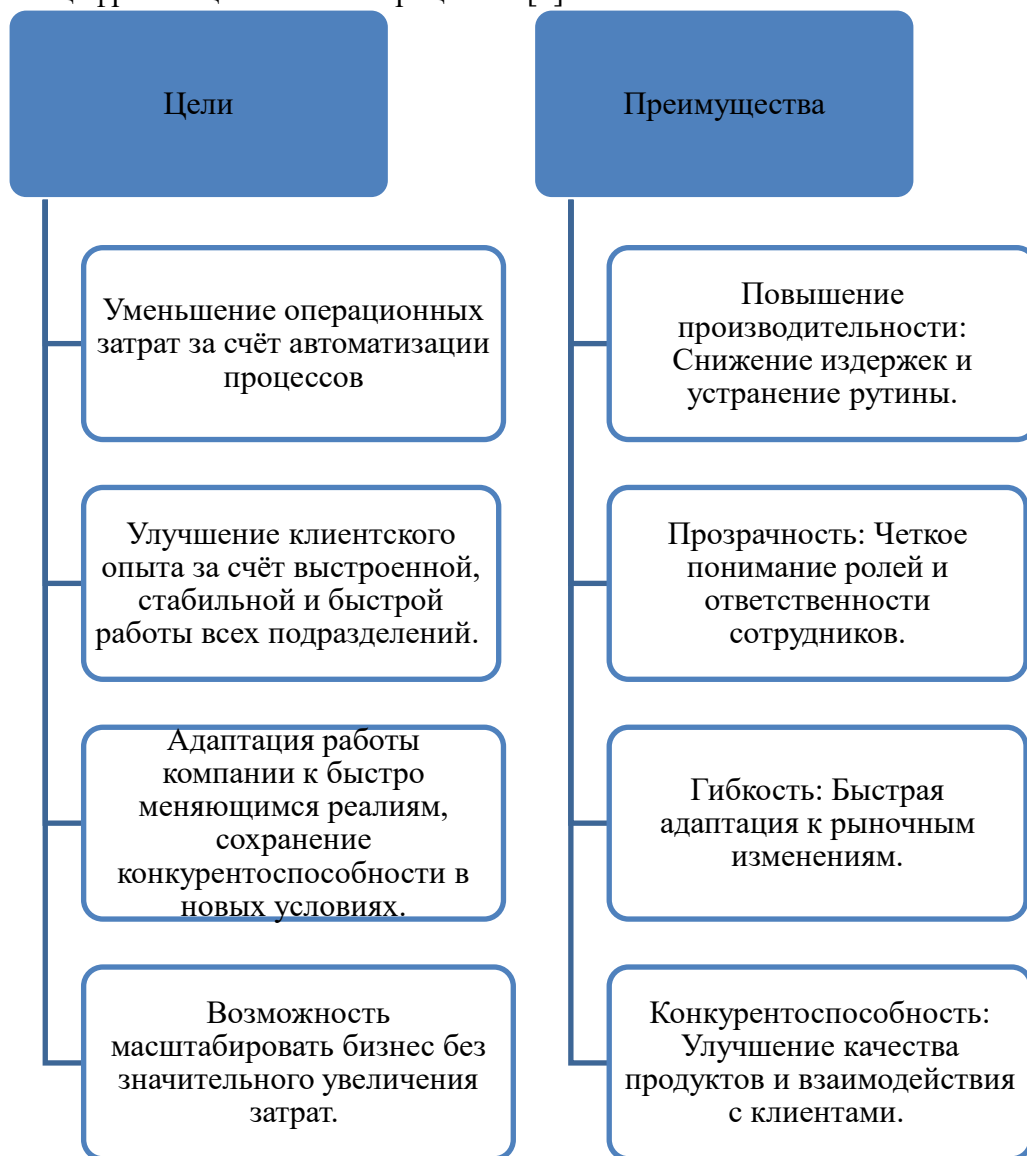 Цели
Уменьшение операционных
затрат за счёт автоматизации
процессов
Улучшение клиентского
опыта за счёт выстроенной,
стабильной и быстрой
работы всех подразделений.
Адаптация работы
компании к быстро
меняющимся реалиям,
сохранение
конкурентоспособности в
новых условиях.
Возможность
масштабировать бизнес без
значительного увеличения
затрат.
Преимущества
Повышение
производительности:
Снижение издержек и
устранение рутины.
Прозрачность: Четкое
понимание ролей и
ответственности
сотрудников.
Гибкость: Быстрая
адаптация к рыночным
изменениям.
Конкурентоспособность:
Улучшение качества
продуктов и взаимодействия
с клиентами.